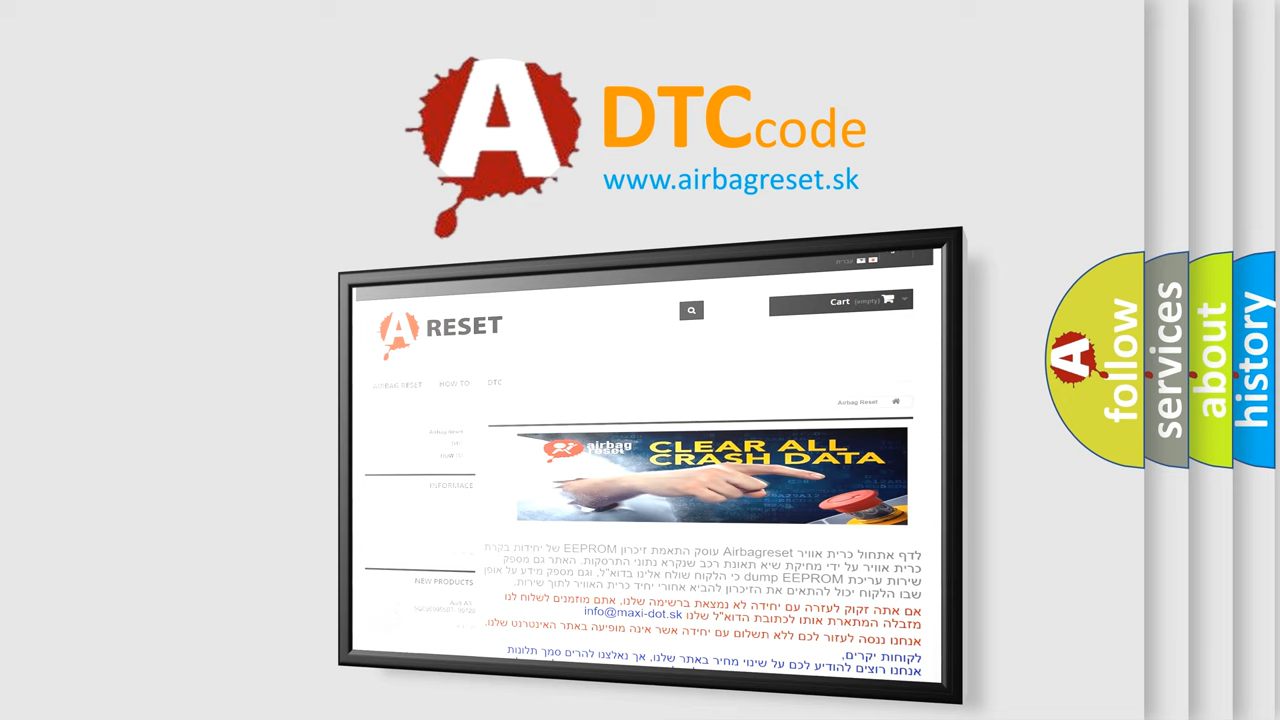 A DTC code
www.airbagreset.sk
עברית
Cart (empty)
A RESET
AIRBAG RESET HOW TO DTC
Airbag Reset
Airbag Reset
HOW TO
INFORMACE
airbag
reset
CLEAR ALL
CRASH DATA
לדף אתחול כרית אוויר Airbagreset עוסק התאמת זיכרון EEPROM של יחידות בקרת
כרית אוויר על ידי מחיקת שיא תאונת רכב שנקרא נתוני התרסקות. האתר גם מספק
שירות עריכת dump EEPROM כי הלקוח שולח אלינו בדוא"ל, וגם מספק מידע על אופן
שבו הלקוח יכול להתאים את הזיכרון להביא אחורי יחיד כרית האוויר לתוך שירות.
אם אתה זקוק לעזרה עם יחידה לא נמצאת ברשימה שלנו, אתם מוזמנים לשלוח לנו
מזבלה המתארת אותו לכתובת הדוא"ל שלנו info@maxi-dot.sk
אנחנו ננסה לעזור לכם ללא תשלום עם יחידה אשר אינה מופיעה באתר האינטרנט שלנו.
לקוחות יקרים,
אנחנו רוצים להודיע לכם על שינוי מחיר באתר שלנו, אך נאלצנו להרים סמך תלונות
NEW PRODUCTS
A follow
services
about
history